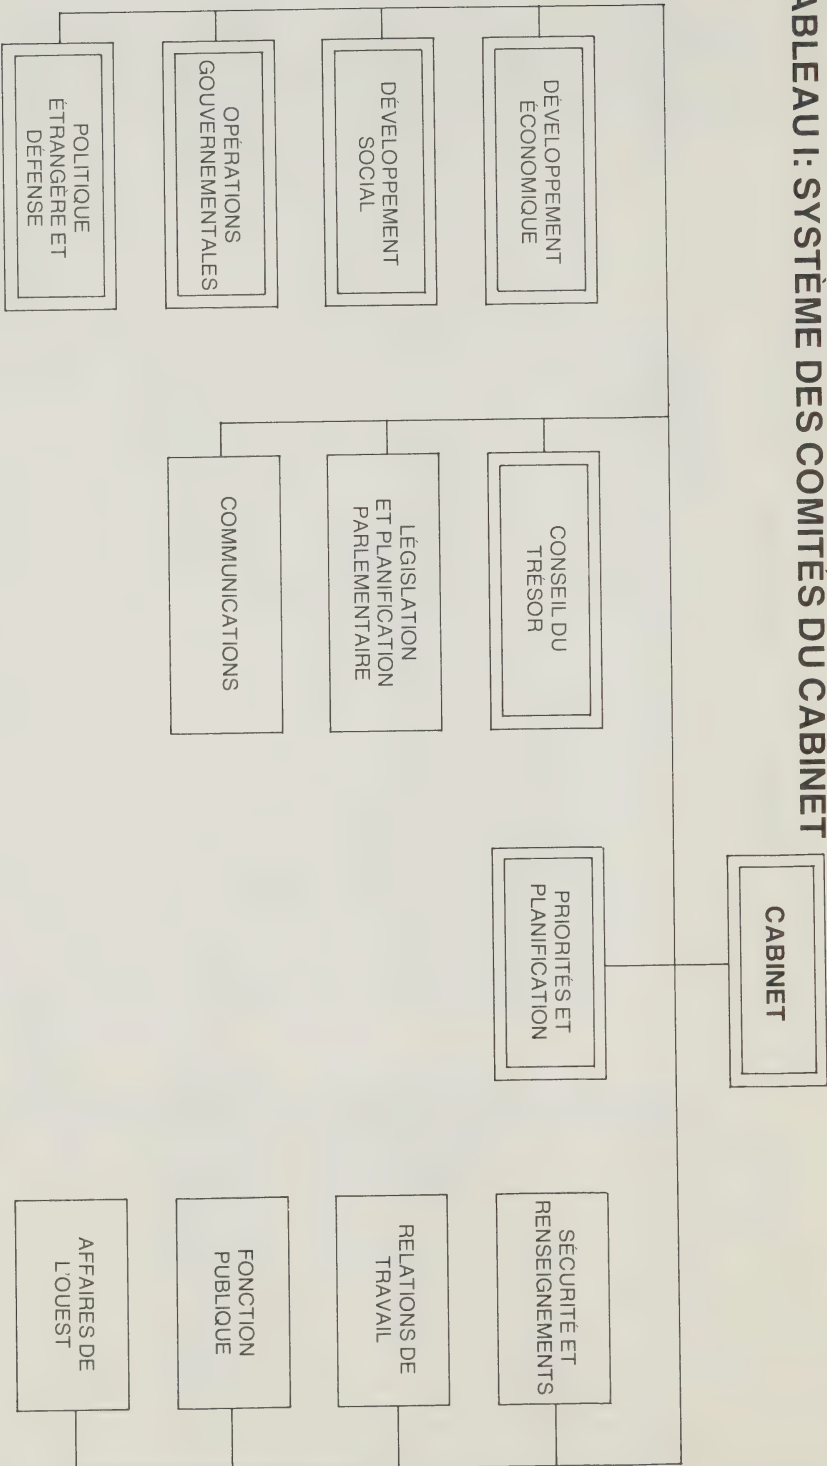 ABLEAU I: SYSTÈME DES COMITÉS DU CABINET
CABINET
PRIORITÉS ET
PLANIFICATION
DÉVELOPPEMENT
ÉCONOMIQUE
DÉVELOPPEMENT
SOCIAL
OPÉRATIONS
GOUVERNEMENTALES
POLITIQUE
ÉTRANGÈRE ET
DÉFENSE
CONSEIL DU
TRÉSOR
LÉGISLATION
ET PLANIFICATION
PARLEMENTAIRE
COMMUNICATIONS
SÉCURITÉ ET
RENSEIGNEMENTS
RELATIONS DE
TRAVAIL
FONCTION
PUBLIQUE
AFFAIRES DE
L'OUEST